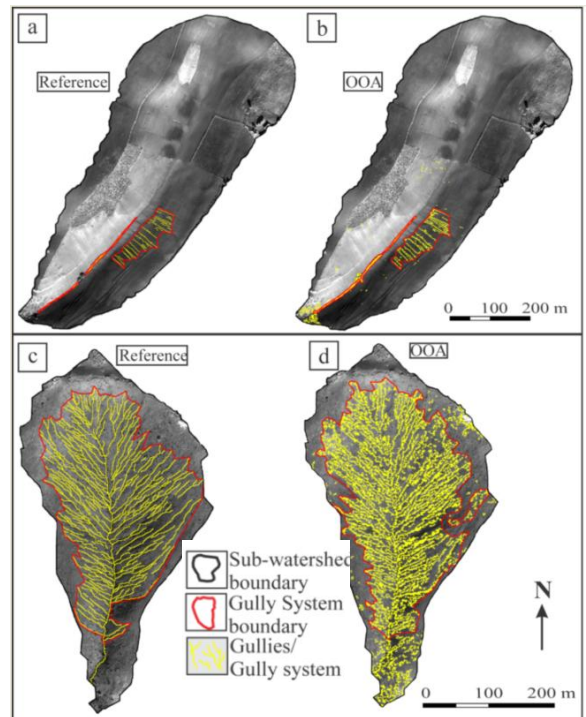 a
Reference
b
OOA
0 100 200 m
c
Reference
d
OOA
Sub-watershed
boundary
Gully System
boundary
Gullies/
Gully system
N
0 100 200 m